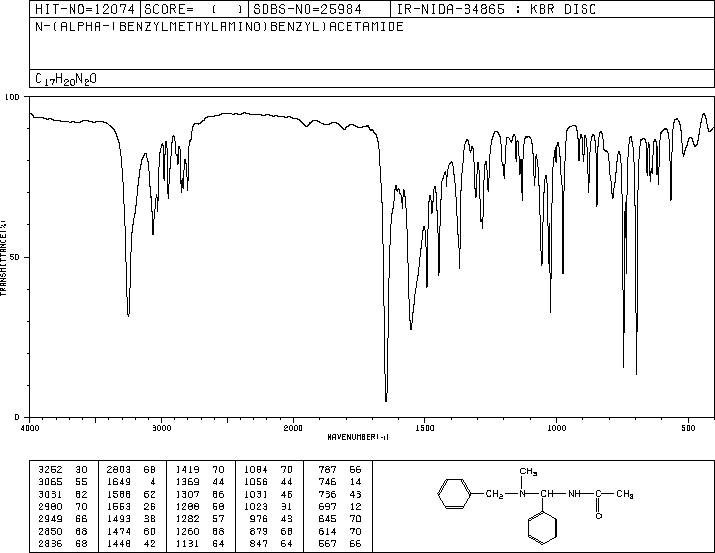 HIT-NO=12074 SCORE= ( ) SDBS-NO=25984 IR-NIDA-34865 : KBR DISC
N-(ALPHA-(BENZYLMETHYLAMINO)BENZYL)ACETAMIDE
C17H20N2O
100
50
0
TRANSMITTANCE(%)
4000 3000 2000 1500 1000 500
WAVENUMBER(-1)
3252 30 2803 68 1419 70 1084 70 787 66
3065 55 1649 4 1369 44 1056 44 746 14
3031 62 1588 62 1307 66 1031 46 736 43
2980 70 1553 26 1288 58 1023 31 697 12
2949 66 1493 38 1282 57 976 43 645 70
2850 68 1474 60 1260 68 879 68 614 70
2836 68 1448 42 1131 64 847 64 567 66
CH3
CH2 N CH NH C CH3
O